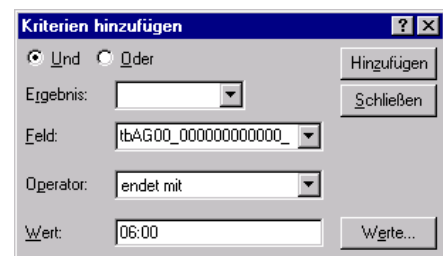 Kriterien hinzufügen
Und Oder Hinzufügen
Ergebnis: Schließen
Feld: tbAG00_000000000000_
Operator: endet mit
Wert: 06:00 Werte...